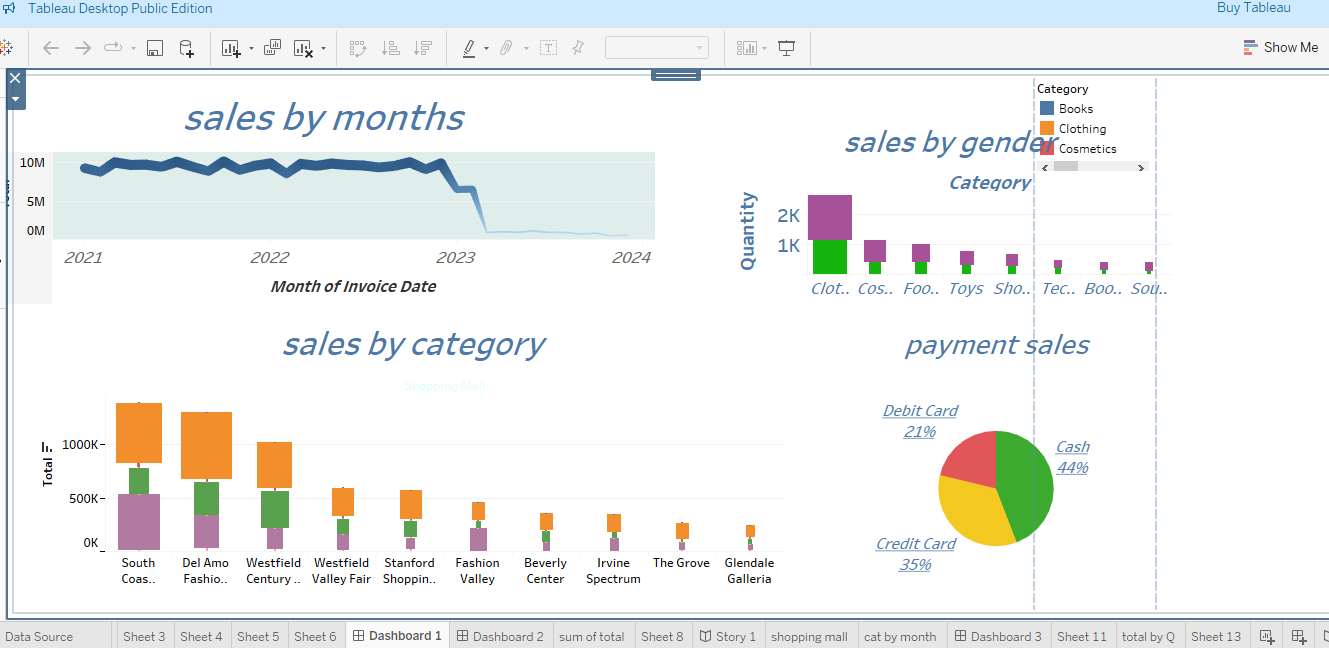 Tableau Desktop Public Edition
Buy Tableau
Show Me
sales by months
10M
5M
0M
2021 2022 2023 2024
Month of Invoice Date
Category
Books
Clothing
Cosmetics
sales by gender
Category
Quantity
2K
1K
Clot.. Cos.. Foo.. Toys Sho.. Tec.. Boo.. Sou..
sales by category
Shopping Mall
Total
1000K
500K
0K
South Coas..
Del Amo Fashio..
Westfield Century ..
Westfield Valley Fair
Stanford Shoppin..
Fashion Valley
Beverly Center
Irvine Spectrum
The Grove
Glendale Galleria
payment sales
Debit Card
21%
Cash
44%
Credit Card
35%
Data Source Sheet 3 Sheet 4 Sheet 5 Sheet 6 Dashboard 1 Dashboard 2 sum of total Sheet 8 Story 1 shopping mall cat by month Dashboard 3 Sheet 11 total by Q Sheet 13